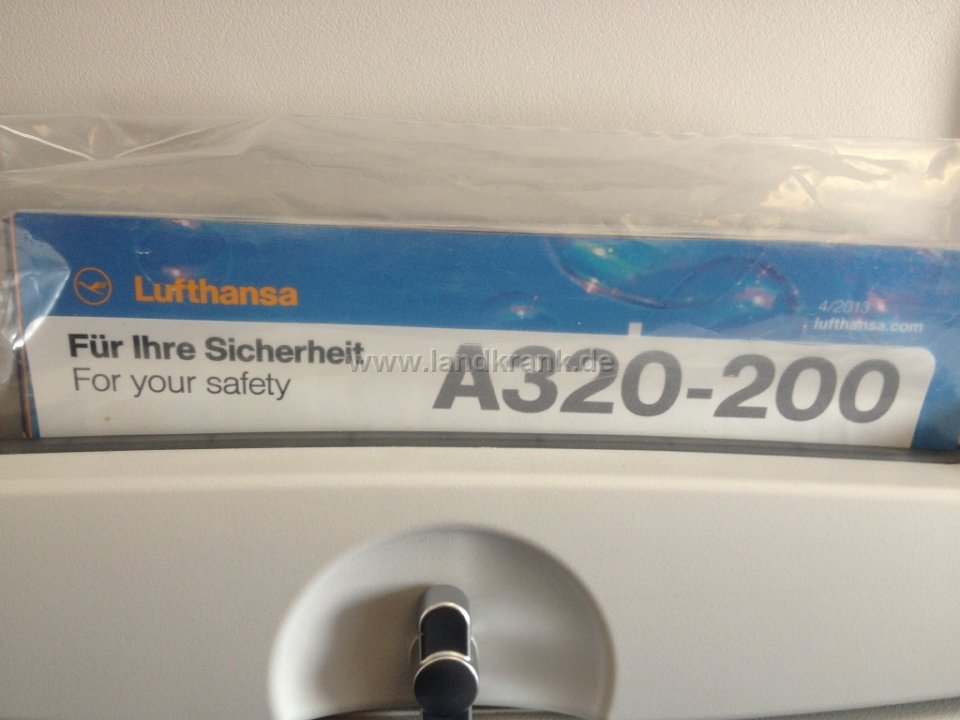 Lufthansa
4/2013
lufthansa.com
Für Ihre Sicherheit
For your safety
A320-200
www.landkrank.de